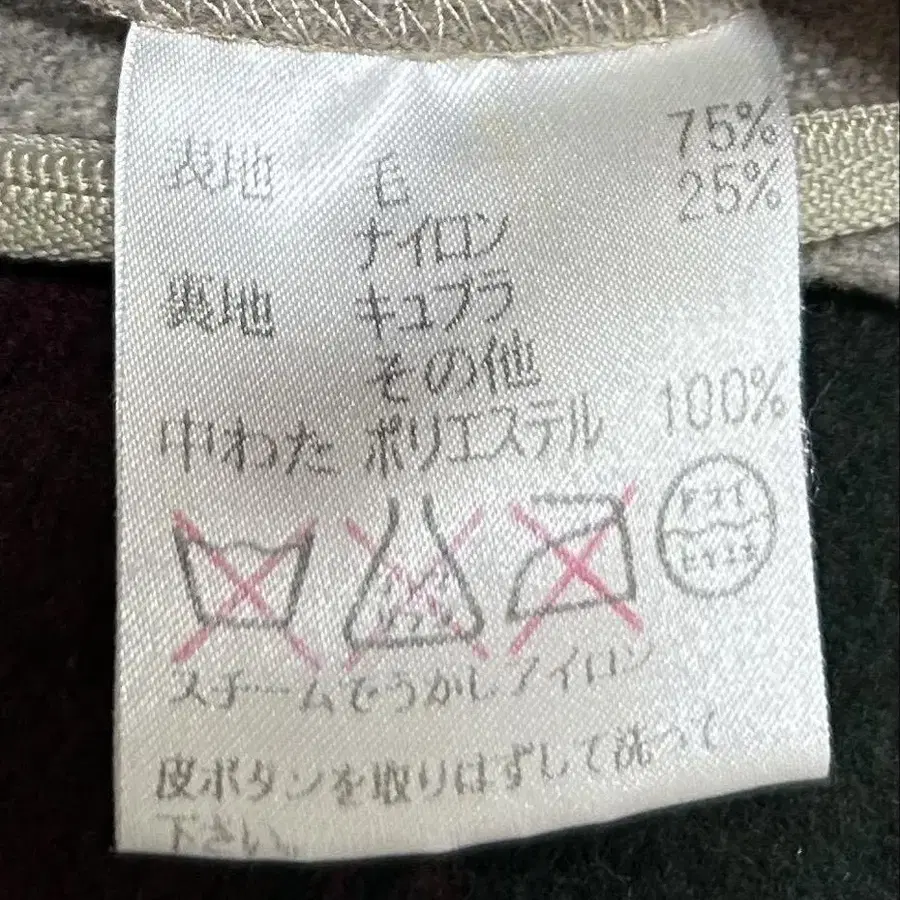 表地 毛 75%
ナイロン 25%
裏地 キュプラ
その他
中わた ポリエステル 100%
ドライ
スチームでうかしアイロン
皮ボタンを取りはずして洗って
下さい。